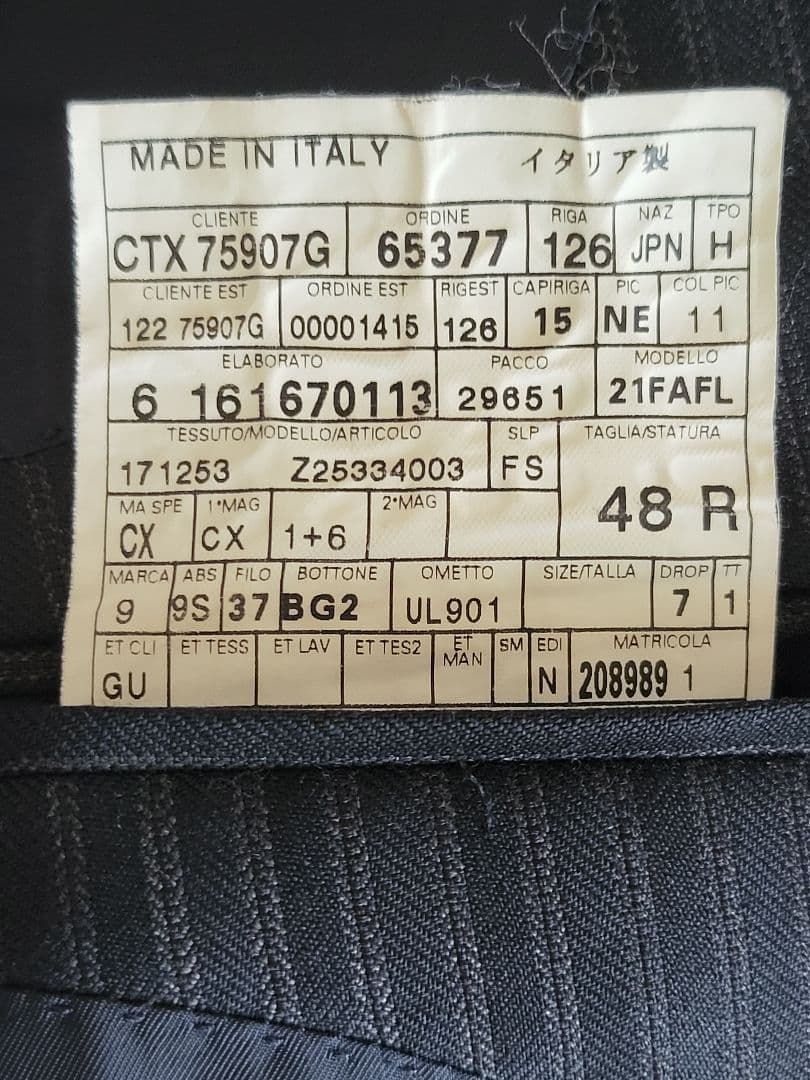 MADE IN ITALY イタリア製
CLIENTE ORDINE RIGA NAZ TPO
CTX 75907G 65377 126 JPN H
CLIENTE EST ORDINE EST RIGEST CAPIRIGA PIC COL PIC
122 75907G 00001415 126 15 NE 11
ELABORATO PACCO MODELLO
6 161670113 29651 21FAFL
TESSUTO/MODELLO/ARTICOLO SLP TAGLIA/STATURA
171253 Z25334003 FS 48 R
MA SPE 1°MAG 2°MAG
CX CX 1+6
MARCA ABS FILO BOTTONE OMETTO SIZE/TALLA DROP TT
9 9S 37 BG2 UL901 7 1
ET CLI ET TESS ET LAV ET TES2 ET MAN SM EDI MATRICOLA
GU N 208989 1